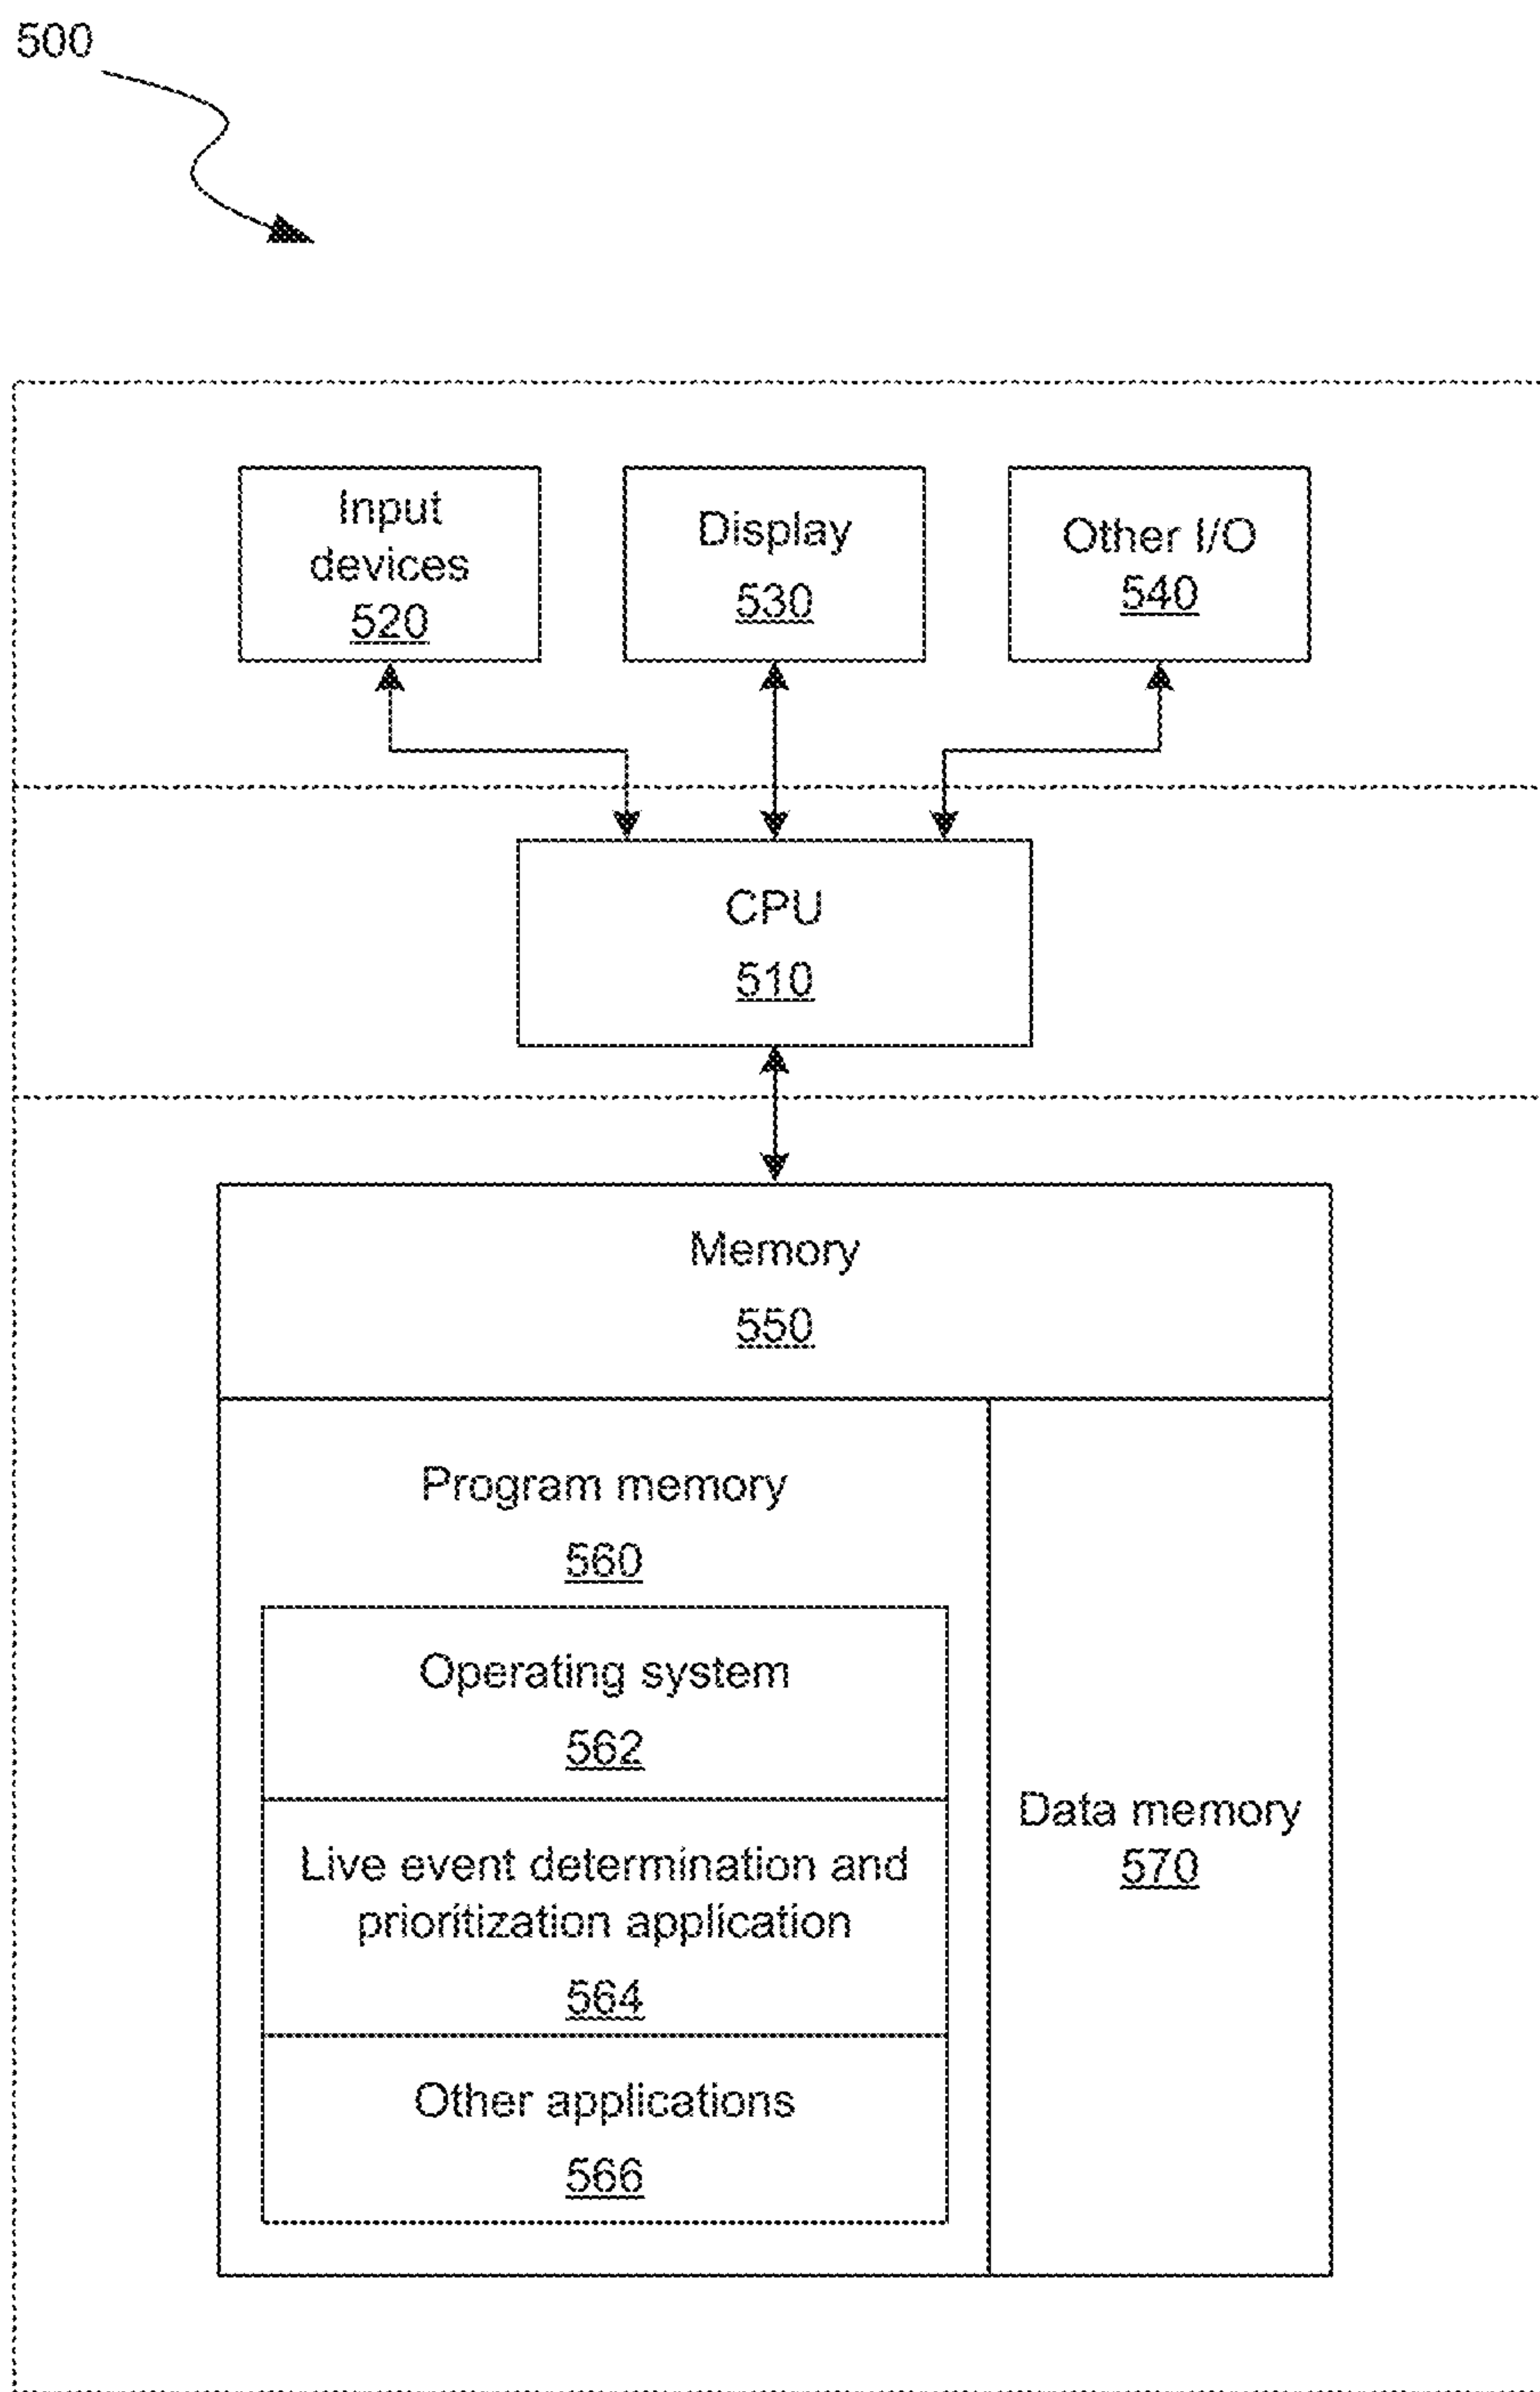 500
Input
devices
520
Display
530
Other I/O
540
CPU
510
Memory
550
Program memory
560
Operating system
562
Live event determination and
prioritization application
564
Other applications
566
Data memory
570